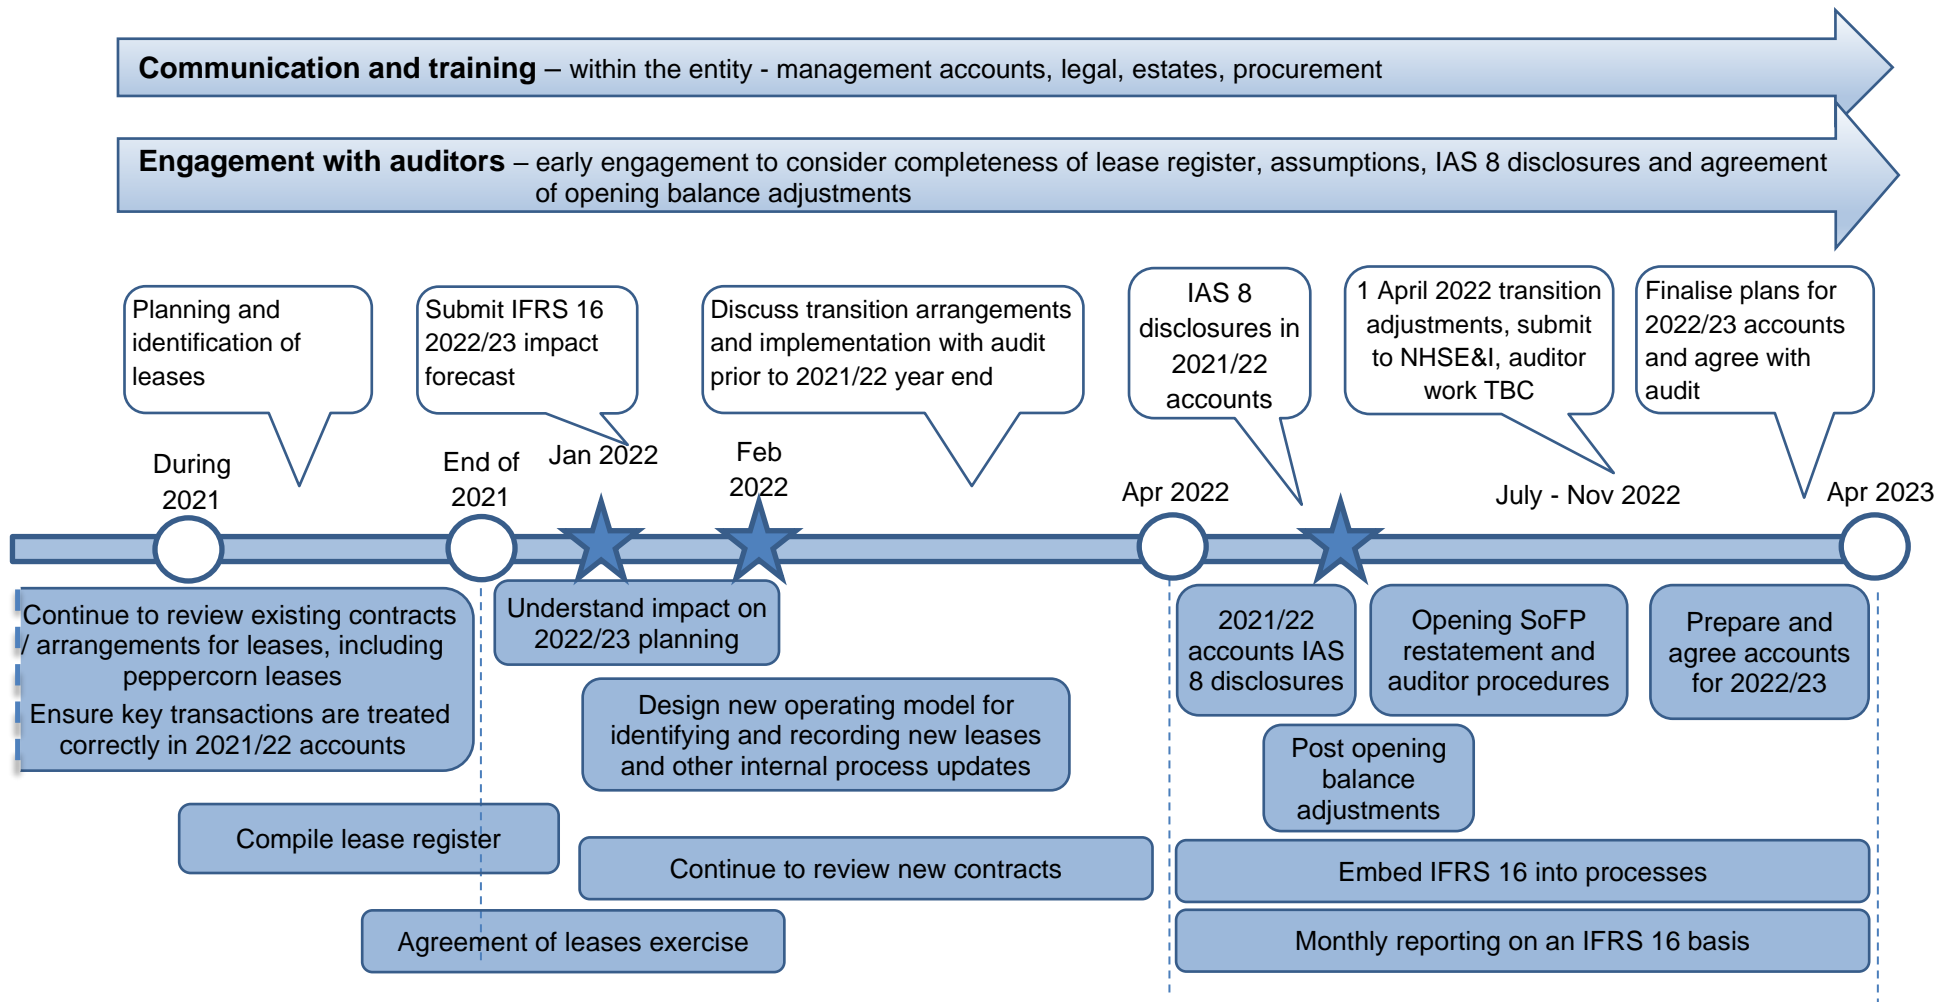 Communication and training – within the entity - management accounts, legal, estates, procurement
Engagement with auditors – early engagement to consider completeness of lease register, assumptions, IAS 8 disclosures and agreement
of opening balance adjustments
Planning and
identification of
leases
Submit IFRS 16
2022/23 impact
forecast
Discuss transition arrangements
and implementation with audit
prior to 2021/22 year end
IAS 8
disclosures in
2021/22
accounts
1 April 2022 transition
adjustments, submit
to NHSE&I, auditor
work TBC
Finalise plans for
2022/23 accounts
and agree with
audit
During
2021
End of
2021
Jan 2022
Feb
2022
Apr 2022
July - Nov 2022
Apr 2023
Continue to review existing contracts
/ arrangements for leases, including
peppercorn leases
Ensure key transactions are treated
correctly in 2021/22 accounts
Understand impact on
2022/23 planning
2021/22
accounts IAS
8 disclosures
Opening SoFP
restatement and
auditor procedures
Prepare and
agree accounts
for 2022/23
Design new operating model for
identifying and recording new leases
and other internal process updates
Post opening
balance
adjustments
Compile lease register
Continue to review new contracts
Embed IFRS 16 into processes
Agreement of leases exercise
Monthly reporting on an IFRS 16 basis